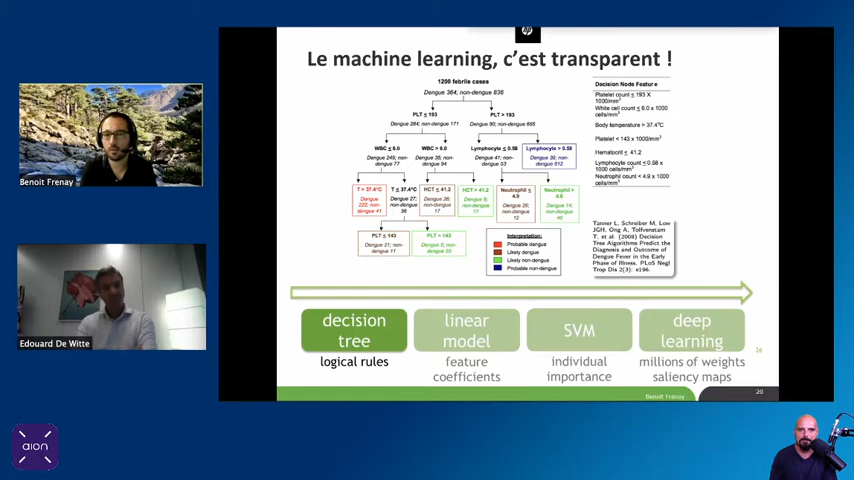 hp
Le machine learning, c'est transparent !
1200 febrile cases
Dengue 364; non-dengue 836
PLT ≤ 193
Dengue 284; non-dengue 171
PLT > 193
Dengue 80; non-dengue 665
WBC ≤ 6.0
Dengue 249; non-
dengue 77
WBC > 6.0
Dengue 35; non-
dengue 94
Lymphocyte ≤ 0.58
Dengue 41; non-
dengue 53
Lymphocyte > 0.58
Dengue 39; non-
dengue 612
T > 37.4°C
Dengue
222; non-
dengue 41
T ≤ 37.4°C
Dengue
27; non-
dengue
36
HCT ≤ 41.2
Dengue 26;
non-dengue
17
HCT > 41.2
Dengue 9;
non-dengue
77
Neutrophil ≤
4.9
Dengue 26;
non-dengue
12
Neutrophil >
4.9
Dengue 14;
non-dengue
40
PLT ≤ 143
Dengue 21; non-
dengue 11
PLT > 143
Dengue 6; non-
dengue 25
Interpretation:
Probable dengue
Likely dengue
Likely non-dengue
Probable non-dengue
Decision Node Feature
Platelet count ≤ 193 X
1000/mm³
White cell count ≤ 6.0 x 1000
cells/mm³
Body temperature > 37.4°C
Platelet < 143 x 1000/mm³
Hematocrit ≤ 41.2
Lymphocyte count ≤ 0.58 x
1000/mm³
Neutrophil count < 4.9 x 1000
cells/mm³
Tanner L, Schreiber M, Low
JGH, Ong A, Tolfvenstam
T, et al. (2008) Decision
Tree Algorithms Predict the
Diagnosis and Outcome of
Dengue Fever in the Early
Phase of Illness. PLoS Negl
Trop Dis 2(3): e196.
decision
tree
linear
model
SVM
deep
learning
logical rules
feature
coefficients
individual
importance
millions of weights
saliency maps
26
Benoit Frenay
20
Benoit Frenay
Edouard De Witte
aion